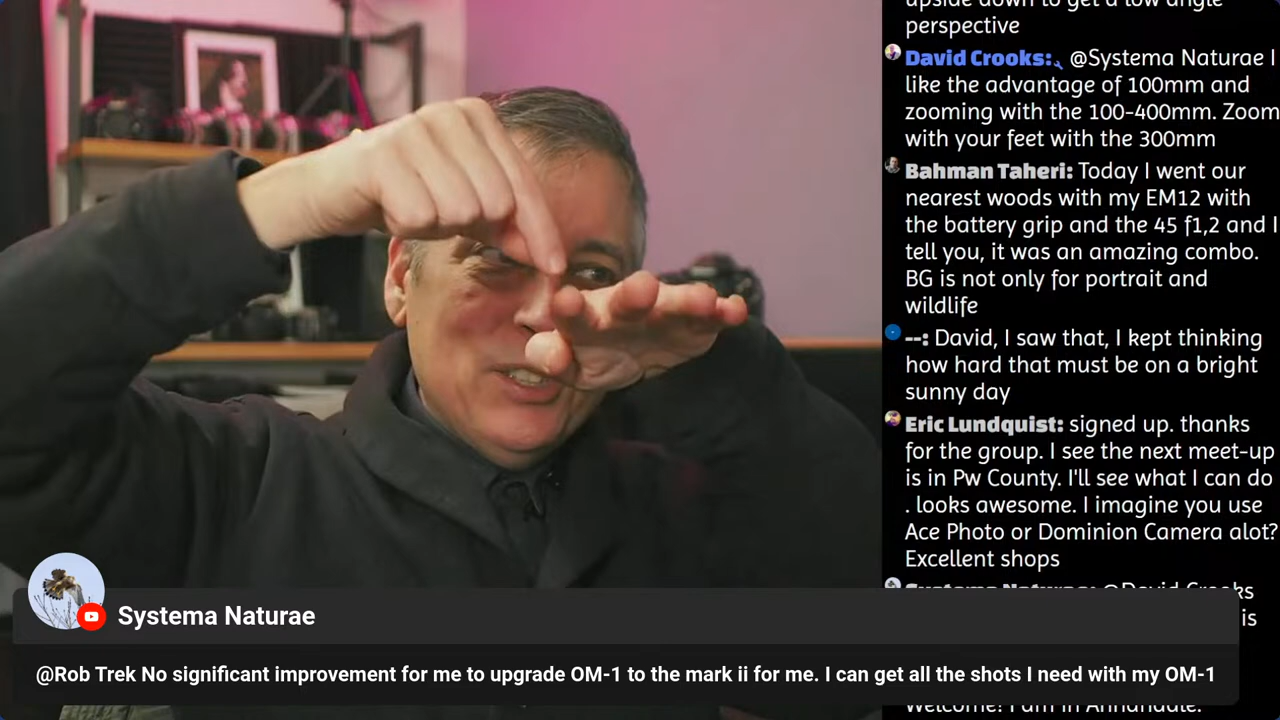 upside down to get a low angle
perspective
David Crooks: @Systema Naturae I
like the advantage of 100mm and
zooming with the 100-400mm. Zoom
with your feet with the 300mm
Bahman Taheri: Today I went our
nearest woods with my EM12 with
the battery grip and the 45 f1,2 and I
tell you, it was an amazing combo.
BG is not only for portrait and
wildlife
--: David, I saw that, I kept thinking
how hard that must be on a bright
sunny day
Eric Lundquist: signed up. thanks
for the group. I see the next meet-up
is in Pw County. I'll see what I can do
. looks awesome. I imagine you use
Ace Photo or Dominion Camera alot?
Excellent shops
Systema Naturae: @David Crooks
is
Welcome! I am in Annandale.
Systema Naturae
@Rob Trek No significant improvement for me to upgrade OM-1 to the mark ii for me. I can get all the shots I need with my OM-1